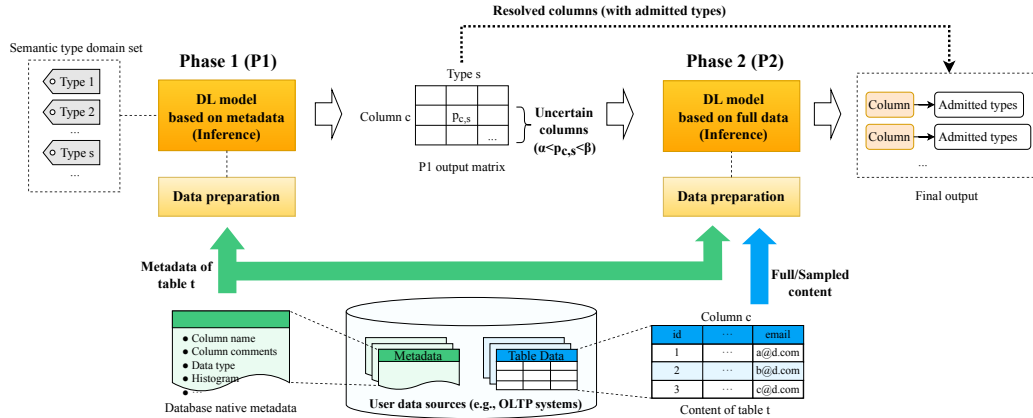 Resolved columns (with admitted types)
Semantic type domain set
Type 1
Type 2
...
Type s
...
Phase 1 (P1)
DL model
based on metadata
(Inference)
Data preparation
Type s
Column c
p_{c,s}
...
P1 output matrix
Uncertain
columns
(α<p_{c,s}<β)
Phase 2 (P2)
DL model
based on full data
(Inference)
Data preparation
Column
Admitted types
Column
Admitted types
...
Final output
Metadata of
table t
Full/Sampled
content
● Column name
● Column comments
● Data type
● Histogram
● ...
Database native metadata
Metadata
Table Data
User data sources (e.g., OLTP systems)
Column c
id ... email
1 ... a@d.com
2 ... b@d.com
3 ... c@d.com
Content of table t